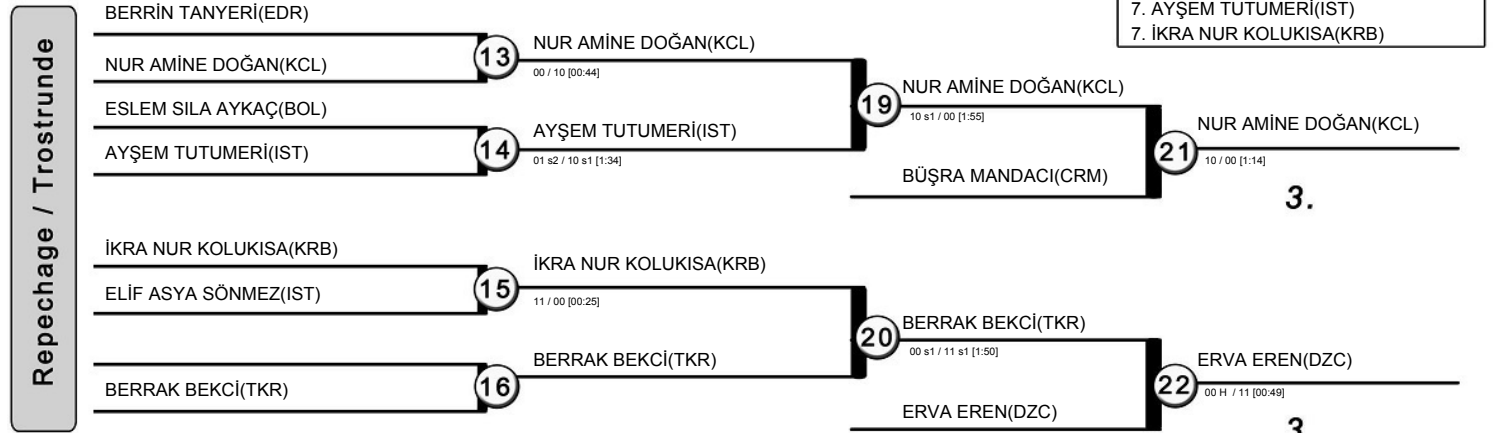 7. AYŞEM TUTUMERİ(IST)
7. İKRA NUR KOLUKISA(KRB)
Repechage / Trostrunde
BERRİN TANYERİ(EDR)
NUR AMİNE DOĞAN(KCL)
13
NUR AMİNE DOĞAN(KCL)
00 / 10 [00:44]
ESLEM SILA AYKAÇ(BOL)
AYŞEM TUTUMERİ(IST)
14
AYŞEM TUTUMERİ(IST)
01 s2 / 10 s1 [1:34]
19
NUR AMİNE DOĞAN(KCL)
10 s1 / 00 [1:55]
BÜŞRA MANDACI(CRM)
21
NUR AMİNE DOĞAN(KCL)
10 / 00 [1:14]
3.
İKRA NUR KOLUKISA(KRB)
ELİF ASYA SÖNMEZ(IST)
15
İKRA NUR KOLUKISA(KRB)
11 / 00 [00:25]
BERRAK BEKCİ(TKR)
16
BERRAK BEKCİ(TKR)
20
BERRAK BEKCİ(TKR)
00 s1 / 11 s1 [1:50]
ERVA EREN(DZC)
22
ERVA EREN(DZC)
00 H / 11 [00:49]
3